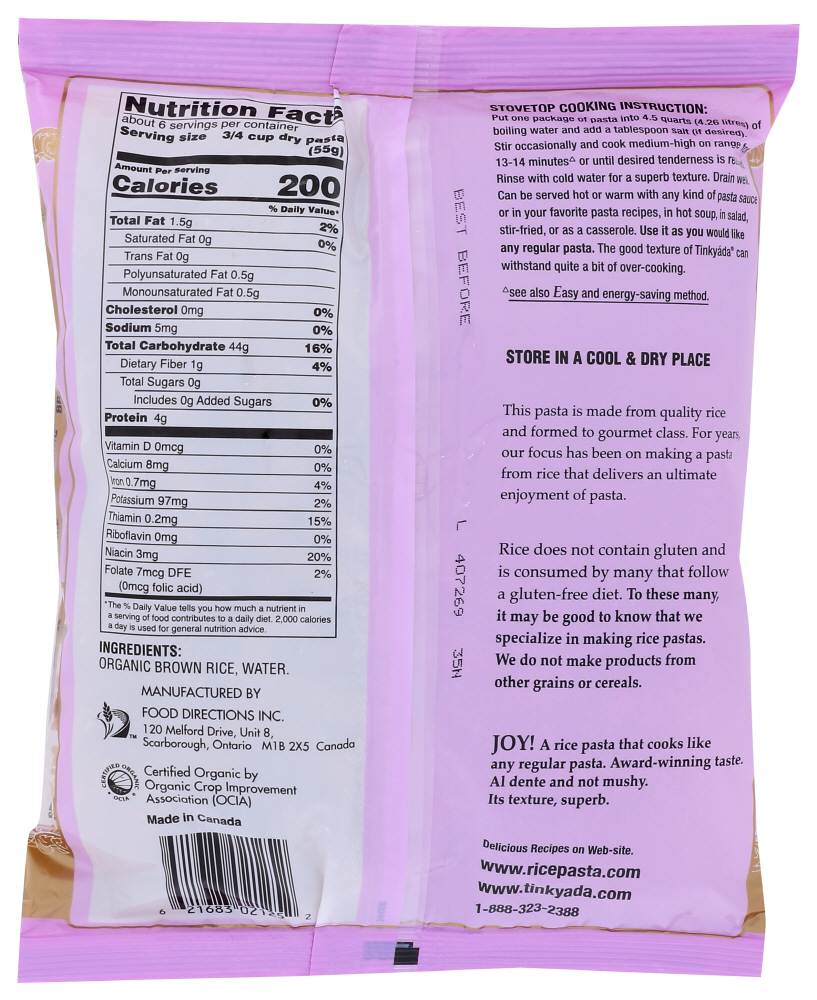 Nutrition Facts
about 6 servings per container
Serving size 3/4 cup dry pasta
(55g)
Amount Per Serving
Calories 200
% Daily Value*
Total Fat 1.5g 2%
Saturated Fat 0g 0%
Trans Fat 0g
Polyunsaturated Fat 0.5g
Monounsaturated Fat 0.5g
Cholesterol 0mg 0%
Sodium 5mg 0%
Total Carbohydrate 44g 16%
Dietary Fiber 1g 4%
Total Sugars 0g
Includes 0g Added Sugars 0%
Protein 4g
Vitamin D 0mcg 0%
Calcium 8mg 0%
Iron 0.7mg 4%
Potassium 97mg 2%
Thiamin 0.2mg 15%
Riboflavin 0mg 0%
Niacin 3mg 20%
Folate 7mcg DFE 2%
(0mcg folic acid)
*The % Daily Value tells you how much a nutrient in
a serving of food contributes to a daily diet. 2,000 calories
a day is used for general nutrition advice.
INGREDIENTS:
ORGANIC BROWN RICE, WATER.
MANUFACTURED BY
FOOD DIRECTIONS INC.
120 Melford Drive, Unit 8,
Scarborough, Ontario M1B 2X5 Canada
TM
CERTIFIED ORGANIC
OCIA
Certified Organic by
Organic Crop Improvement
Association (OCIA)
Made in Canada
6 21683 02125 2
BEST BEFORE
L 407269 35N
STOVETOP COOKING INSTRUCTION:
Put one package of pasta into 4.5 quarts (4.26 litres) of
boiling water and add a tablespoon salt (if desired).
Stir occasionally and cook medium-high on range for
13-14 minutes△ or until desired tenderness is
Rinse with cold water for a superb texture. Drain
Can be served hot or warm with any kind of pasta sauce
or in your favorite pasta recipes, in hot soup, in salad,
stir-fried, or as a casserole. Use it as you would like
any regular pasta. The good texture of Tinkyáda® can
withstand quite a bit of over-cooking.
△see also Easy and energy-saving method.
STORE IN A COOL & DRY PLACE
This pasta is made from quality rice
and formed to gourmet class. For years,
our focus has been on making a pasta
from rice that delivers an ultimate
enjoyment of pasta.
Rice does not contain gluten and
is consumed by many that follow
a gluten-free diet. To these many,
it may be good to know that we
specialize in making rice pastas.
We do not make products from
other grains or cereals.
JOY! A rice pasta that cooks like
any regular pasta. Award-winning taste.
Al dente and not mushy.
Its texture, superb.
Delicious Recipes on Web-site.
www.ricepasta.com
www.tinkyada.com
1-888-323-2388